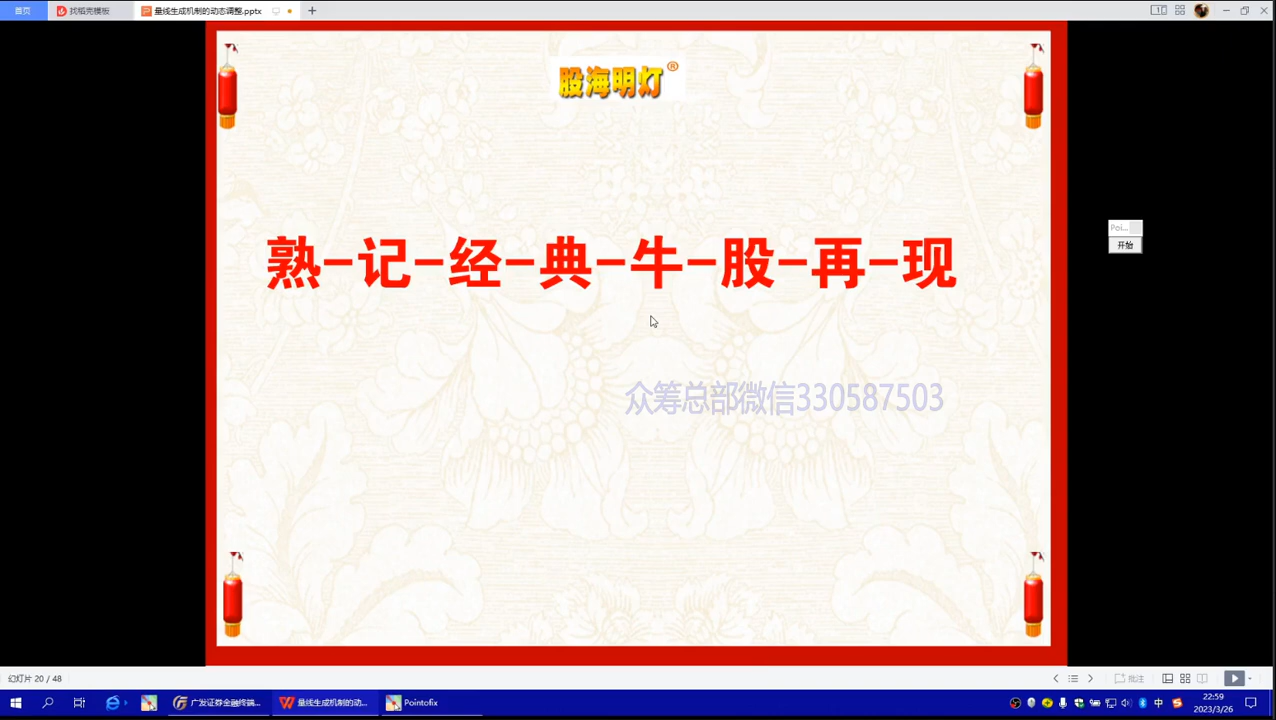 首页
找稻壳模板
量线生成机制的动态调整.pptx
股海明灯®
熟-记-经-典-牛-股-再-现
Poi...
开始
众筹总部微信330587503
幻灯片 20 / 48
批注
广发证券金融终端...
量线生成机制的动...
Pointofix
中
22:59
2023/3/26